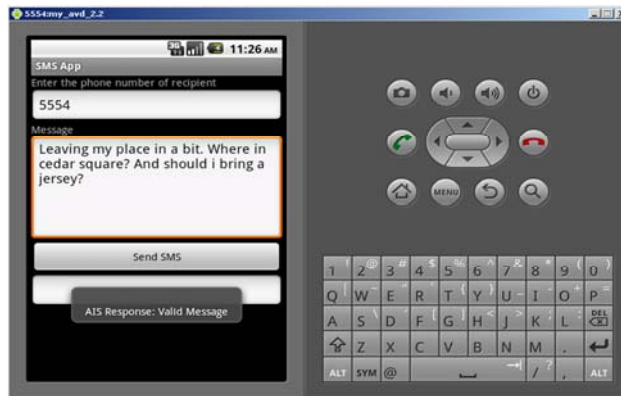 5554:my_avd_2.2
3G
11:26 AM
SMS App
Enter the phone number of recipient
5554
Message
Leaving my place in a bit. Where in
cedar square? And should i bring a
jersey?
Send SMS
AIS Response: Valid Message
MENU
1 ! 2 @ 3 # 4 $ 5 % 6 ^ 7 & 8 * 9 ( 0 )
Q W E R T Y U I O P
A S D F G H J K L DEL
Z X C V B N M .
ALT SYM @ / ? , ALT